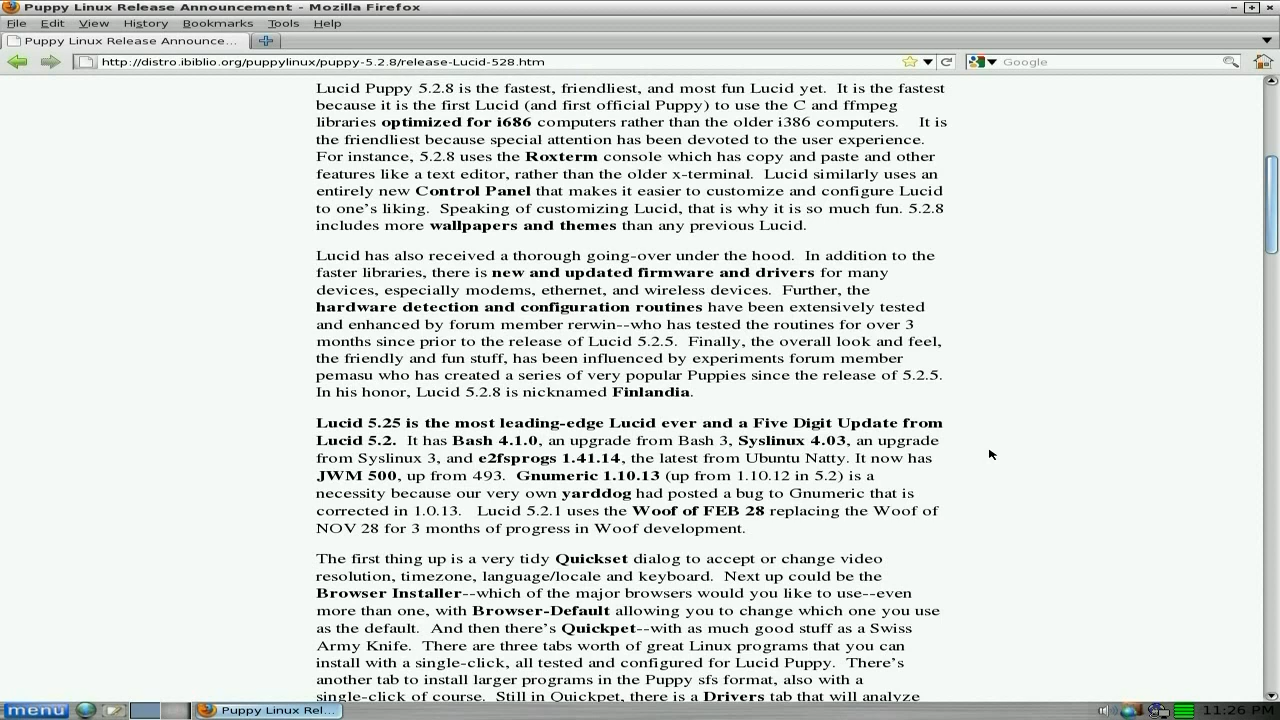 Puppy Linux Release Announcement - Mozilla Firefox
File Edit View History Bookmarks Tools Help
Puppy Linux Release Announce...
http://distro.ibiblio.org/puppylinux/puppy-5.2.8/release-Lucid-528.htm
Google
Lucid Puppy 5.2.8 is the fastest, friendliest, and most fun Lucid yet. It is the fastest
because it is the first Lucid (and first official Puppy) to use the C and ffmpeg
libraries optimized for i686 computers rather than the older i386 computers. It is
the friendliest because special attention has been devoted to the user experience.
For instance, 5.2.8 uses the Roxterm console which has copy and paste and other
features like a text editor, rather than the older x-terminal. Lucid similarly uses an
entirely new Control Panel that makes it easier to customize and configure Lucid
to one's liking. Speaking of customizing Lucid, that is why it is so much fun. 5.2.8
includes more wallpapers and themes than any previous Lucid.
Lucid has also received a thorough going-over under the hood. In addition to the
faster libraries, there is new and updated firmware and drivers for many
devices, especially modems, ethernet, and wireless devices. Further, the
hardware detection and configuration routines have been extensively tested
and enhanced by forum member rerwin--who has tested the routines for over 3
months since prior to the release of Lucid 5.2.5. Finally, the overall look and feel,
the friendly and fun stuff, has been influenced by experiments forum member
pemasu who has created a series of very popular Puppies since the release of 5.2.5.
In his honor, Lucid 5.2.8 is nicknamed Finlandia.
Lucid 5.25 is the most leading-edge Lucid ever and a Five Digit Update from
Lucid 5.2. It has Bash 4.1.0, an upgrade from Bash 3, Syslinux 4.03, an upgrade
from Syslinux 3, and e2fsprogs 1.41.14, the latest from Ubuntu Natty. It now has
JWM 500, up from 493. Gnumeric 1.10.13 (up from 1.10.12 in 5.2) is a
necessity because our very own yarddog had posted a bug to Gnumeric that is
corrected in 1.0.13. Lucid 5.2.1 uses the Woof of FEB 28 replacing the Woof of
NOV 28 for 3 months of progress in Woof development.
The first thing up is a very tidy Quickset dialog to accept or change video
resolution, timezone, language/locale and keyboard. Next up could be the
Browser Installer--which of the major browsers would you like to use--even
more than one, with Browser-Default allowing you to change which one you use
as the default. And then there's Quickpet--with as much good stuff as a Swiss
Army Knife. There are three tabs worth of great Linux programs that you can
install with a single-click, all tested and configured for Lucid Puppy. There's
another tab to install larger programs in the Puppy sfs format, also with a
single-click of course. Still in Quickpet, there is a Drivers tab that will analyze
menu Puppy Linux Rel... 11:26 PM